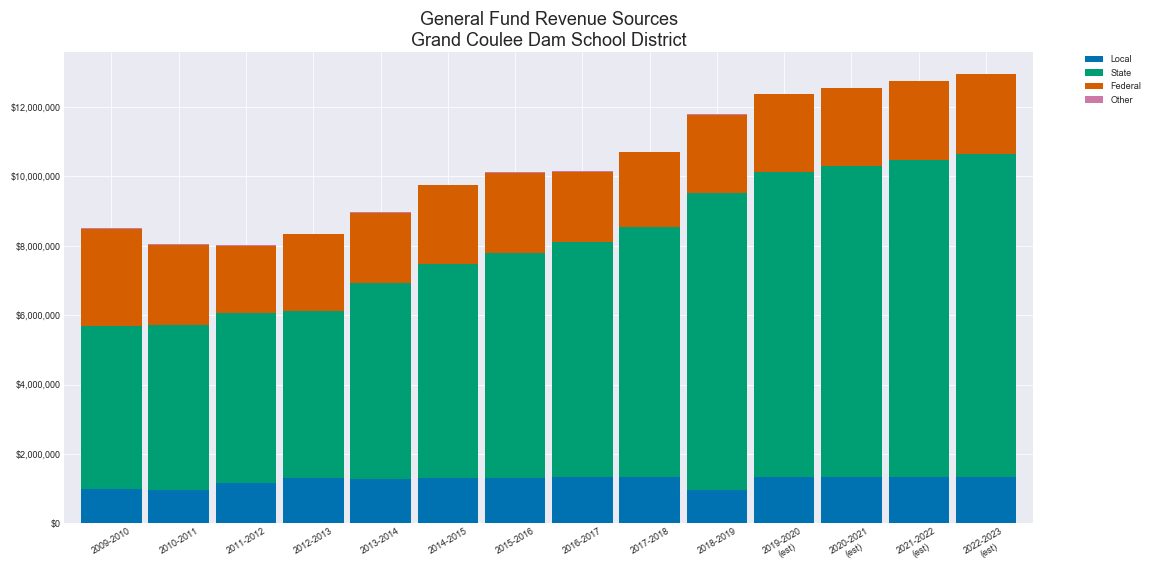 General Fund Revenue Sources
Grand Coulee Dam School District
Local
State
Federal
Other
$12,000,000
$10,000,000
$8,000,000
$6,000,000
$4,000,000
$2,000,000
$0
2009-2010
2010-2011
2011-2012
2012-2013
2013-2014
2014-2015
2015-2016
2016-2017
2017-2018
2018-2019
2019-2020
(est)
2020-2021
(est)
2021-2022
(est)
2022-2023
(est)